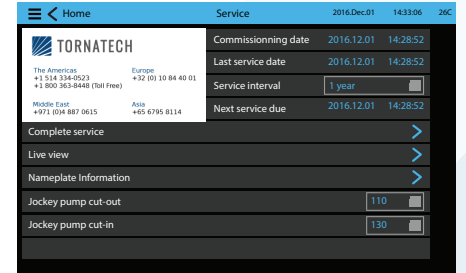 Home Service 2016.Dec.01 14:33:06 26C
TORNATECH
The Americas
+1 514 334-0523
+1 800 363-8448 (Toll Free)
Europe
+32 (0) 10 84 40 01
Middle East
+971 (0)4 887 0615
Asia
+65 6795 8114
Commissionning date 2016.12.01 14:28:52
Last service date 2016.12.01 14:28:52
Service interval 1 year
Next service due 2016.12.01 14:28:52
Complete service
Live view
Nameplate Information
Jockey pump cut-out 110
Jockey pump cut-in 130